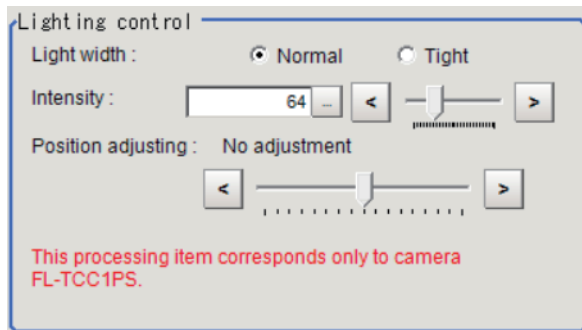 Lighting control
Light width : Normal Tight
Intensity : 64 ... < >
Position adjusting : No adjustment
< >
This processing item corresponds only to camera
FL-TCC1PS.